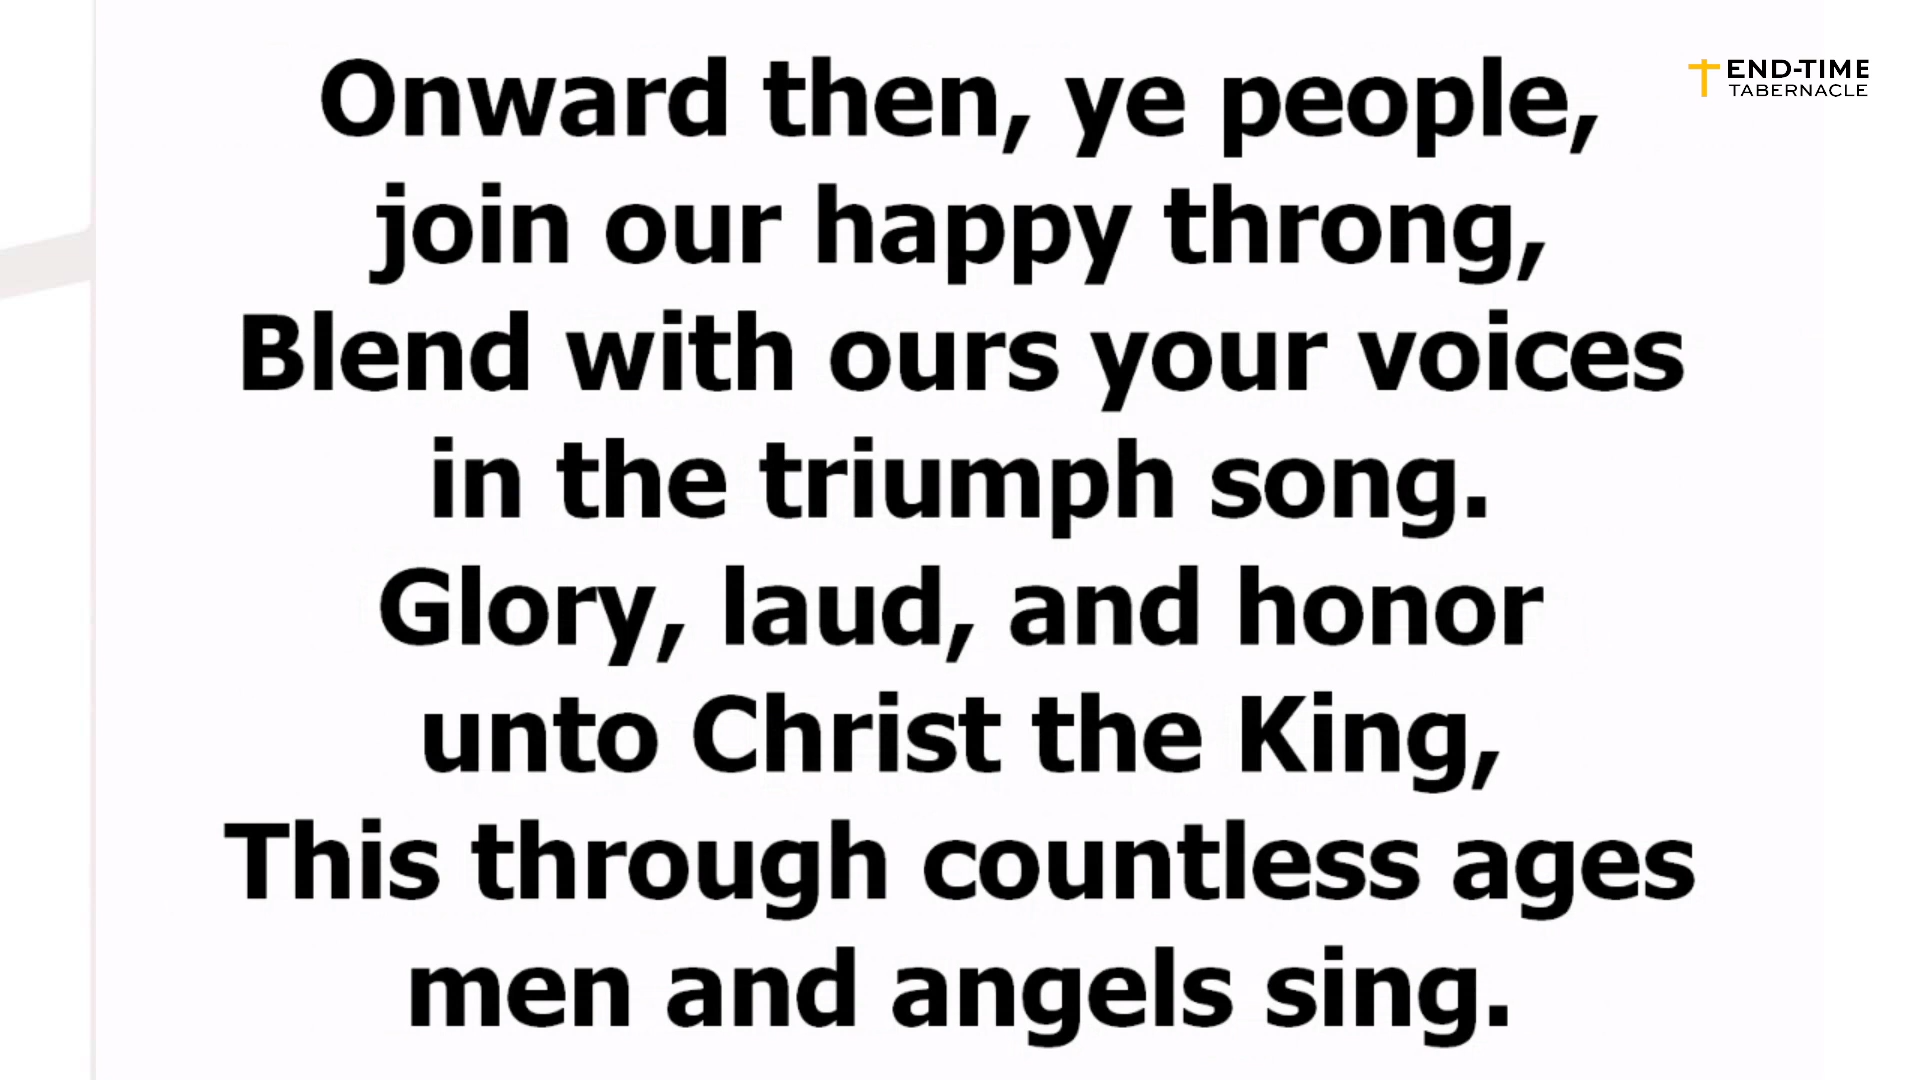 Onward then, ye people,
join our happy throng,
Blend with ours your voices
in the triumph song.
Glory, laud, and honor
unto Christ the King,
This through countless ages
men and angels sing.
END-TIME
TABERNACLE